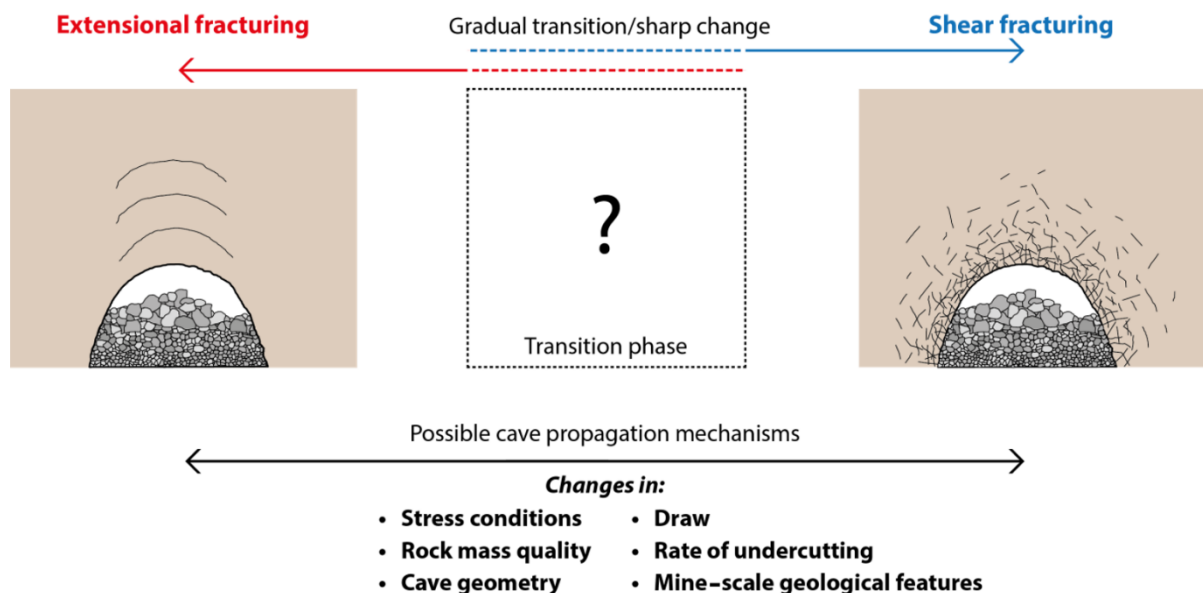 Extensional fracturing
Gradual transition/sharp change
Shear fracturing
?
Transition phase
Possible cave propagation mechanisms
Changes in:
• Stress conditions
• Rock mass quality
• Cave geometry
• Draw
• Rate of undercutting
• Mine–scale geological features